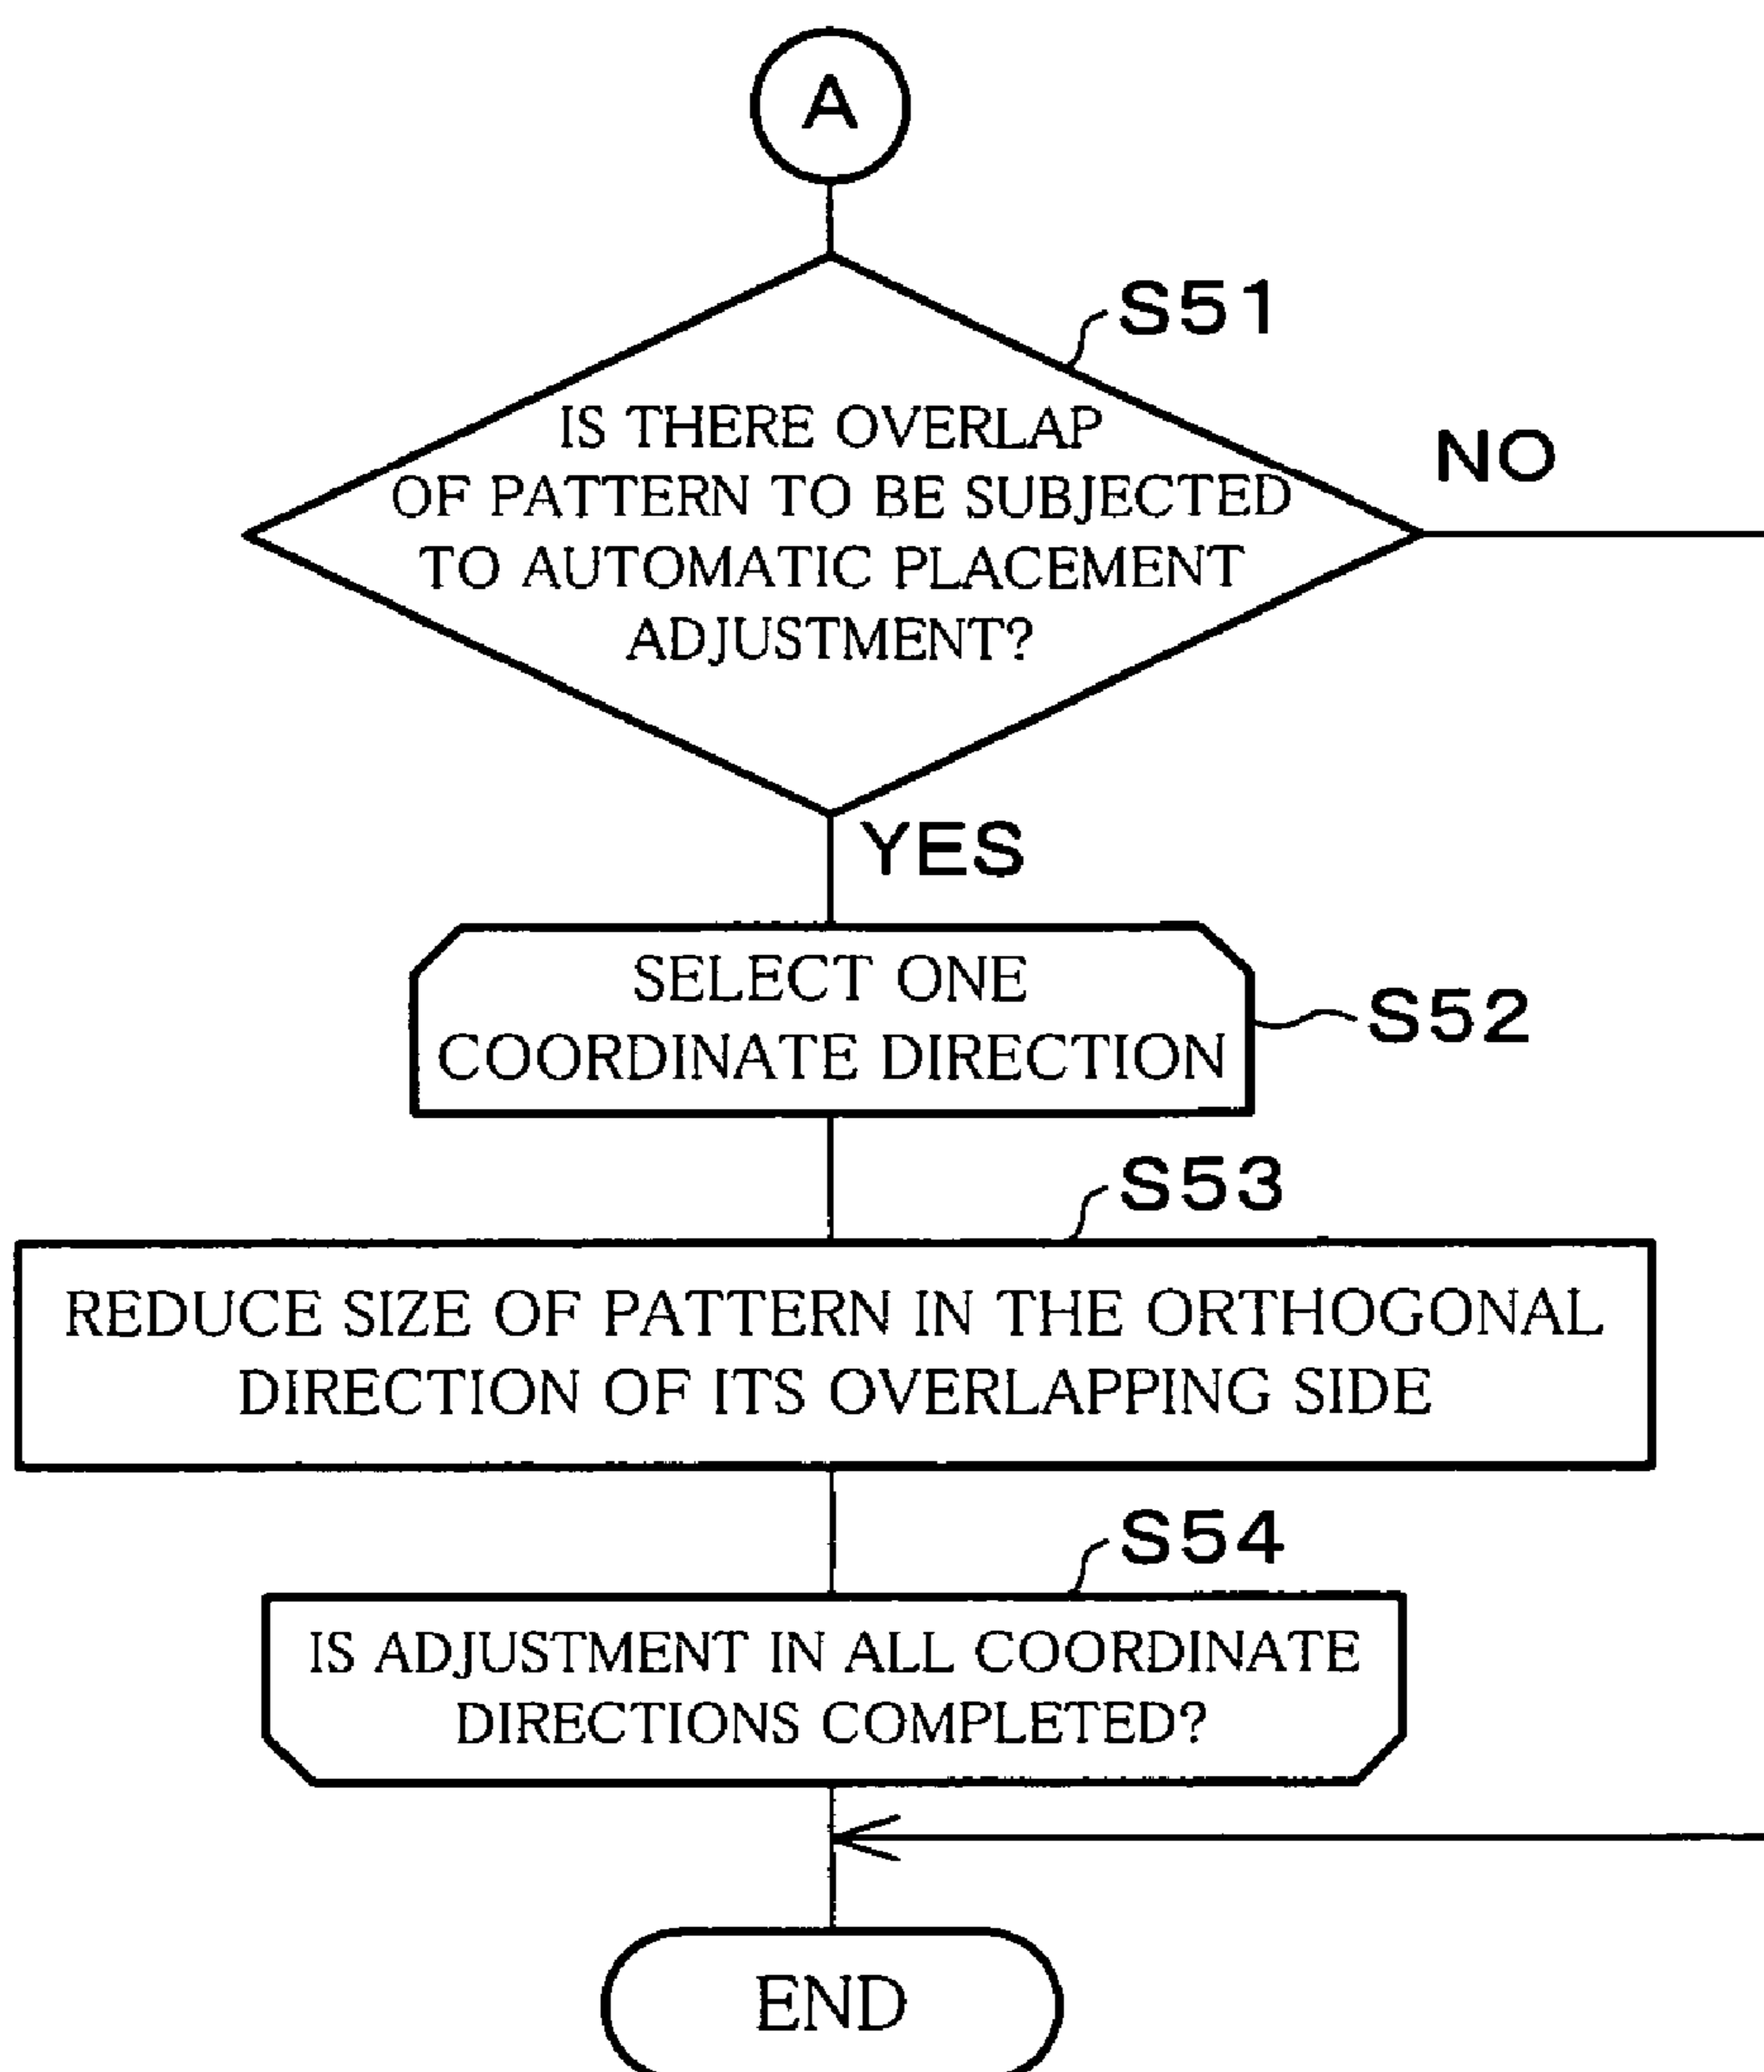 A
S51
IS THERE OVERLAP
OF PATTERN TO BE SUBJECTED
TO AUTOMATIC PLACEMENT
ADJUSTMENT?
NO
YES
SELECT ONE
COORDINATE DIRECTION
S52
S53
REDUCE SIZE OF PATTERN IN THE ORTHOGONAL
DIRECTION OF ITS OVERLAPPING SIDE
S54
IS ADJUSTMENT IN ALL COORDINATE
DIRECTIONS COMPLETED?
END